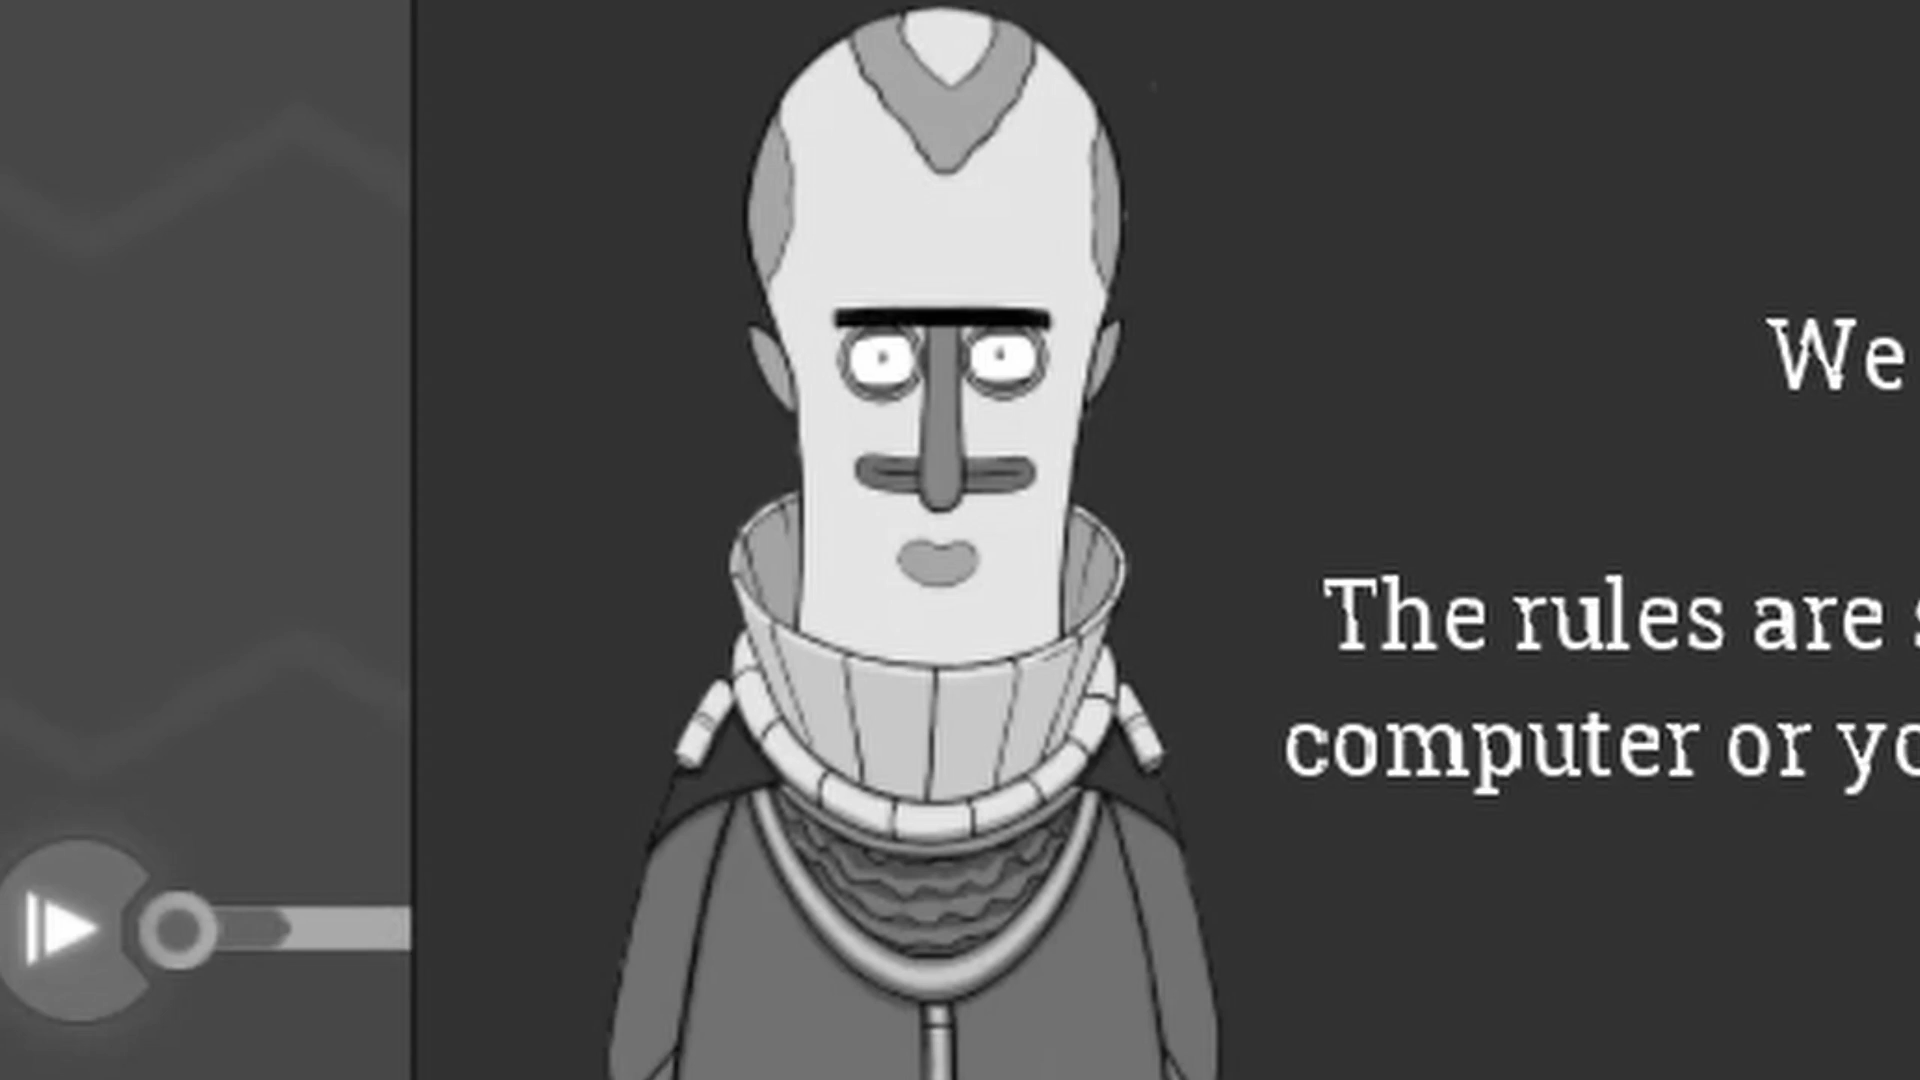 We
The rules are
computer or